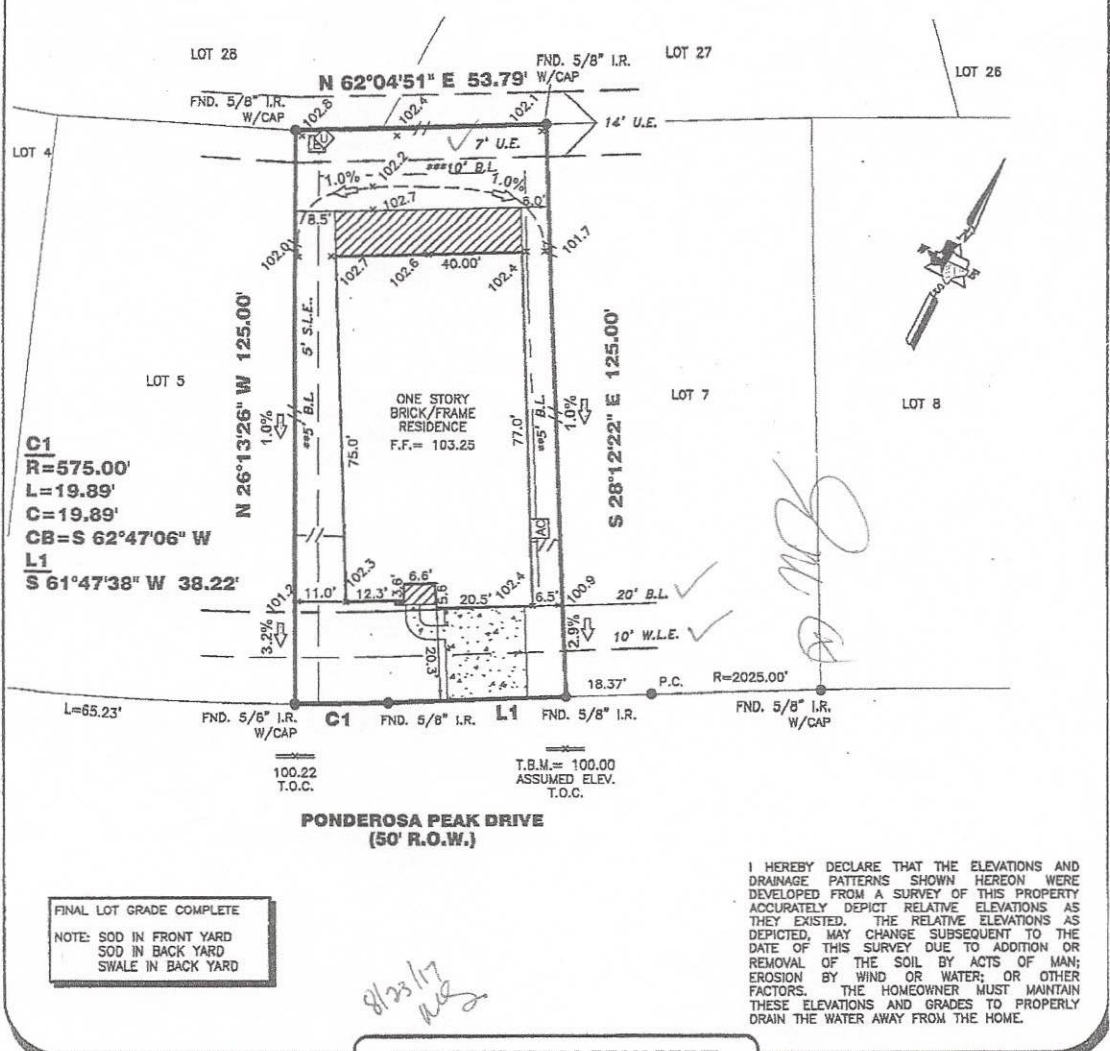 LOT 28
FND. 5/8" I.R.
W/CAP
LOT 27
LOT 26
N 62°04'51" E 53.79'
FND. 5/8" I.R.
W/CAP
102.8
102.4
102.1
14' U.E.
LOT 4
EU
7' U.E.
102.2
***10' B.L.
1.0%
1.0%
102.7
8.5'
6.0'
102.01
101.7
102.7
102.6
40.00'
102.4
N 26°13'26" W 125.00'
5' S.L.E..
**5' B.L.
1.0%
LOT 5
ONE STORY
BRICK/FRAME
RESIDENCE
F.F.= 103.25
75.0'
77.0'
**5' B.L.
1.0%
S 28°12'22" E 125.00'
LOT 7
LOT 8
C1
R=575.00'
L=19.89'
C=19.89'
CB=S 62°47'06" W
L1
S 61°47'38" W 38.22'
AC
101.2
11.0'
102.3
12.3'
3.6'
6.6'
5.6'
20.5'
102.4
6.5'
100.9
20' B.L.
3.2%
20.3'
2.9%
10' W.L.E.
L=65.23'
FND. 5/8" I.R.
W/CAP
C1
FND. 5/8" I.R.
L1
FND. 5/8" I.R.
18.37'
P.C.
R=2025.00'
FND. 5/8" I.R.
W/CAP
100.22
T.O.C.
T.B.M.= 100.00
ASSUMED ELEV.
T.O.C.
PONDEROSA PEAK DRIVE
(50' R.O.W.)
FINAL LOT GRADE COMPLETE
NOTE: SOD IN FRONT YARD
SOD IN BACK YARD
SWALE IN BACK YARD
8/23/17
I HEREBY DECLARE THAT THE ELEVATIONS AND
DRAINAGE PATTERNS SHOWN HEREON WERE
DEVELOPED FROM A SURVEY OF THIS PROPERTY
ACCURATELY DEPICT RELATIVE ELEVATIONS AS
THEY EXISTED. THE RELATIVE ELEVATIONS AS
DEPICTED, MAY CHANGE SUBSEQUENT TO THE
DATE OF THIS SURVEY DUE TO ADDITION OR
REMOVAL OF THE SOIL BY ACTS OF MAN;
EROSION BY WIND OR WATER; OR OTHER
FACTORS. THE HOMEOWNER MUST MAINTAIN
THESE ELEVATIONS AND GRADES TO PROPERLY
DRAIN THE WATER AWAY FROM THE HOME.